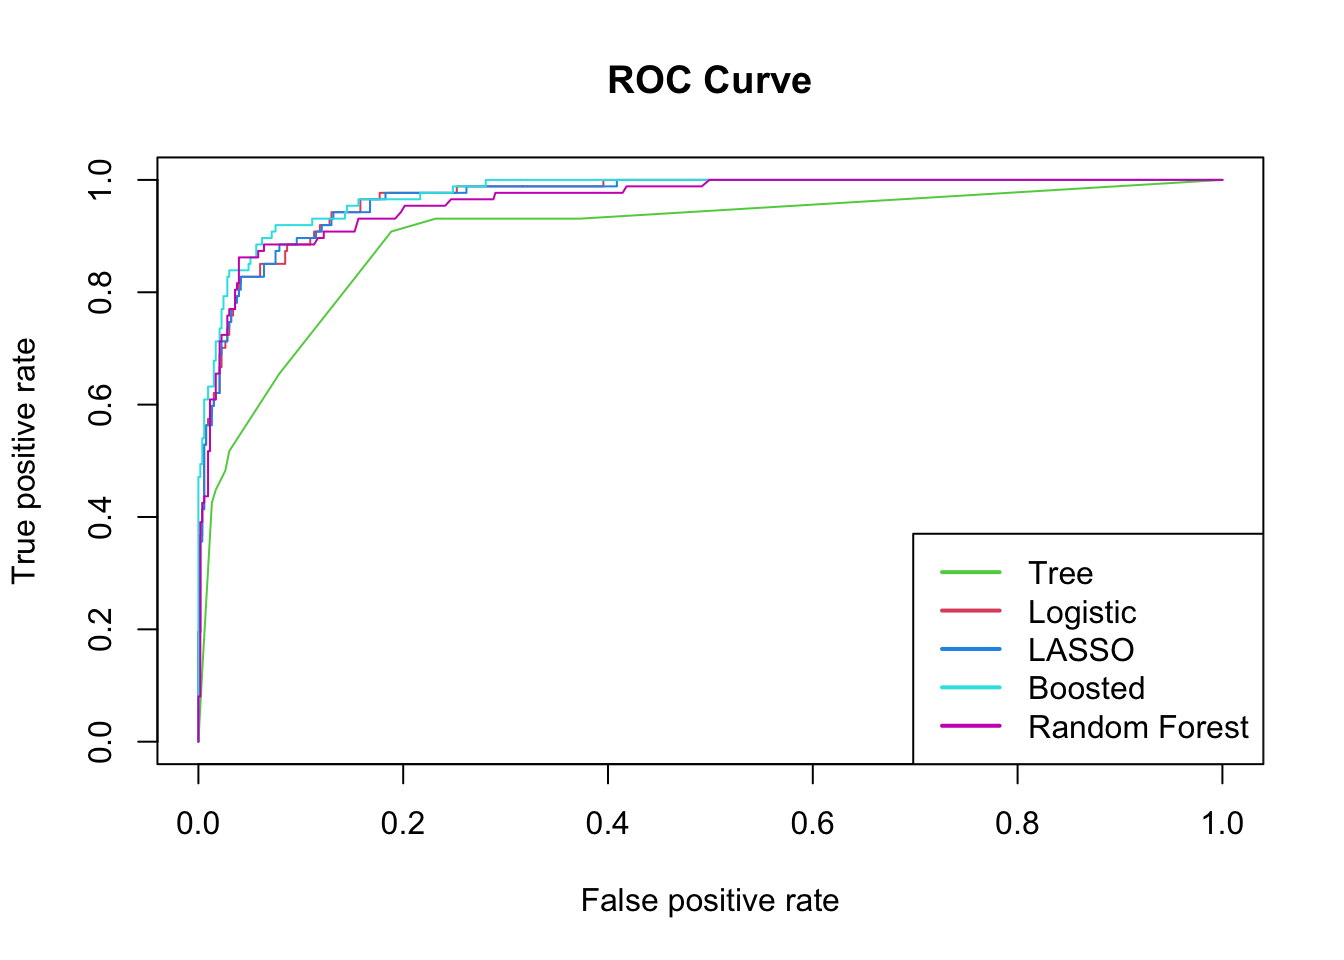 ROC Curve
True positive rate
1.0
0.8
0.6
0.4
0.2
0.0
Tree
Logistic
LASSO
Boosted
Random Forest
0.0 0.2 0.4 0.6 0.8 1.0
False positive rate